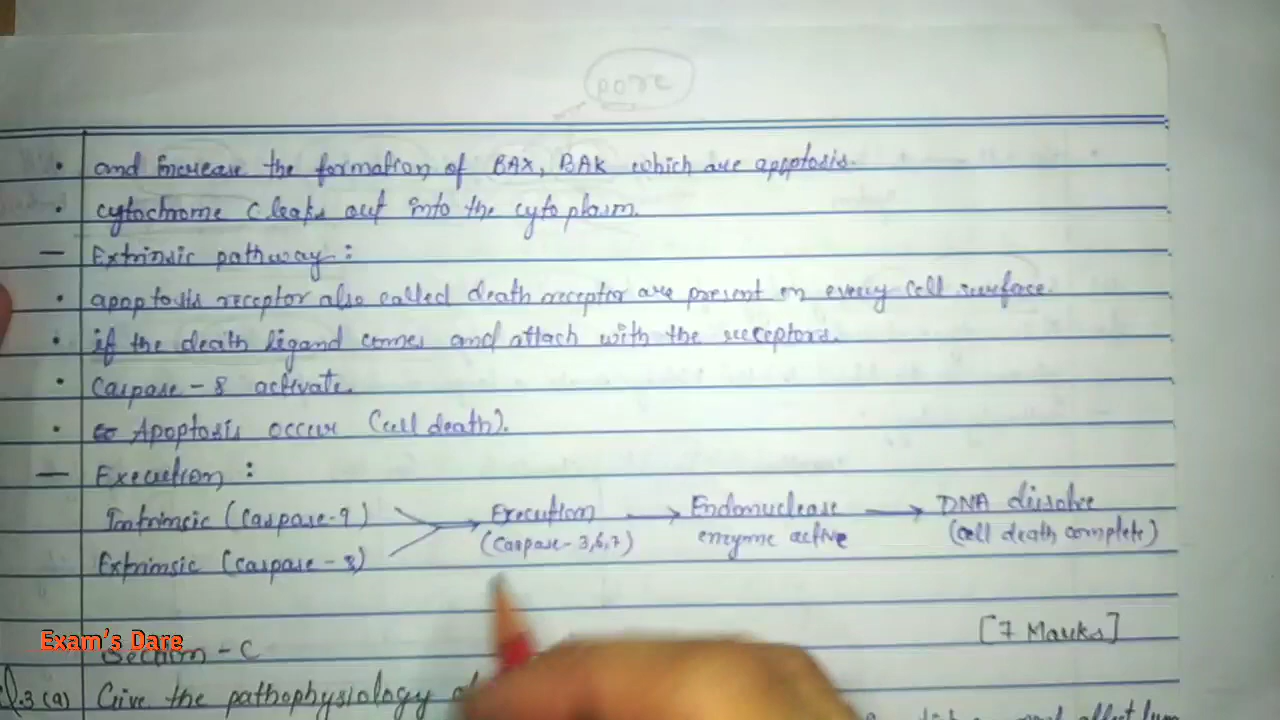 pore
• and increase the formation of BAX, BAK which are apoptosis.
• cytochrome C leaks out into the cytoplasm.
— Extrinsic pathway :
• apoptosis receptor also called death receptor are present on every cell surface.
• if the death ligand comes and attach with the receptors.
• Caspase - 8 activate.
• so Apoptosis occur (cell death).
— Execution :
Intrinsic (Caspase-9)
Execution → Endonuclease → DNA dissolve
(Caspase - 3,6,7) enzyme active (cell death complete)
Extrinsic (caspase - 8)
[7 Marks]
Exam's Dare
Section - C
Q.3 (a) Give the pathophysiology